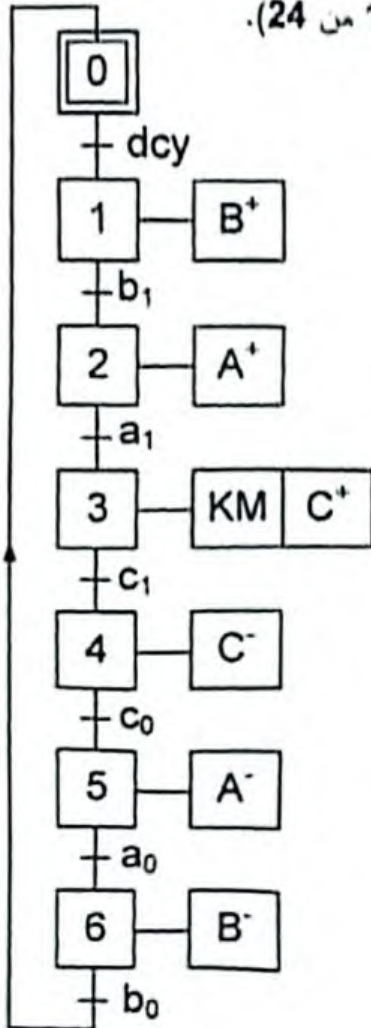 من 24).
0
dcy
1 B⁺
b₁
2 A⁺
a₁
3 KM C⁺
c₁
4 C⁻
c₀
5 A⁻
a₀
6 B⁻
b₀